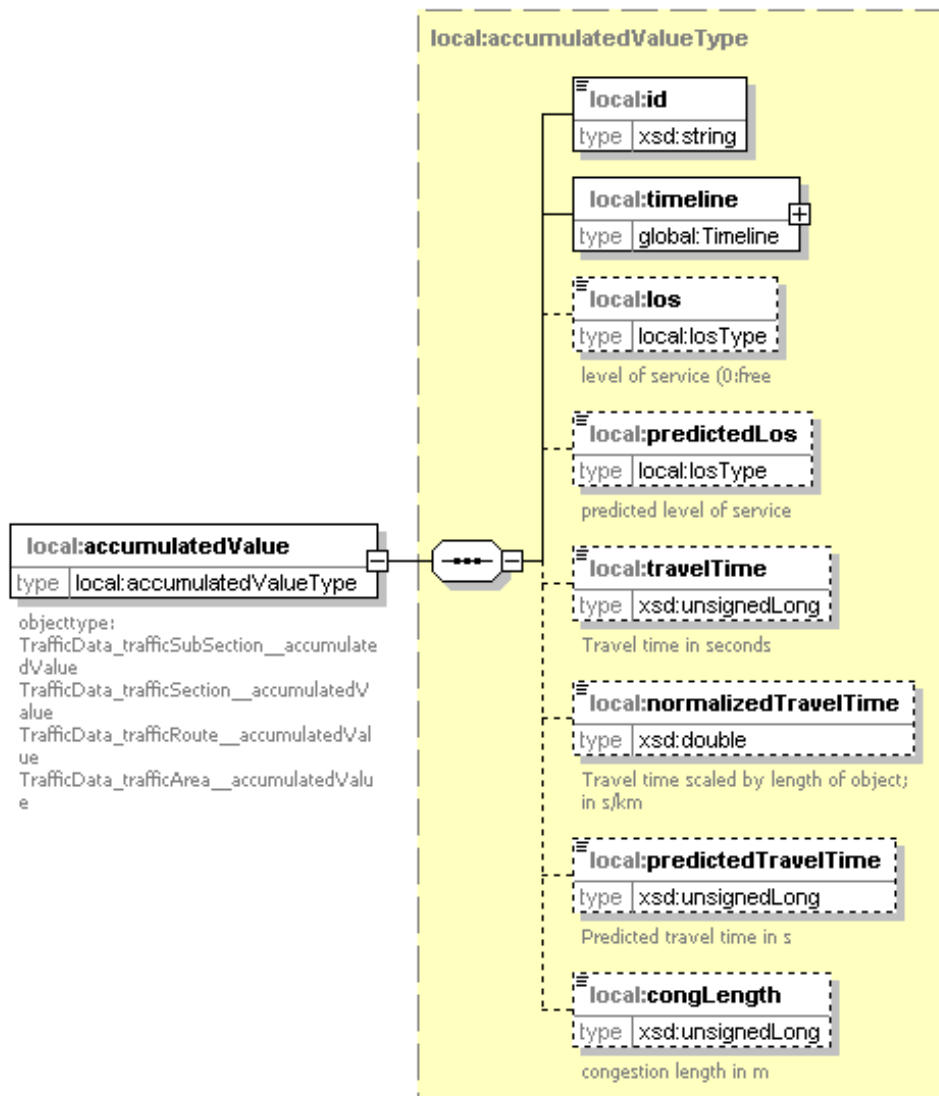 local:accumulatedValueType
local:id
type xsd:string
local:timeline
type global:Timeline
local:los
type local:losType
level of service (0:free
local:predictedLos
type local:losType
predicted level of service
local:accumulatedValue
type local:accumulatedValueType
objecttype:
TrafficData_trafficSubSection__accumulate
dValue
TrafficData_trafficSection__accumulatedV
alue
TrafficData_trafficRoute__accumulatedVal
ue
TrafficData_trafficArea__accumulatedValu
e
local:travelTime
type xsd:unsignedLong
Travel time in seconds
local:normalizedTravelTime
type xsd:double
Travel time scaled by length of object;
in s/km
local:predictedTravelTime
type xsd:unsignedLong
Predicted travel time in s
local:congLength
type xsd:unsignedLong
congestion length in m